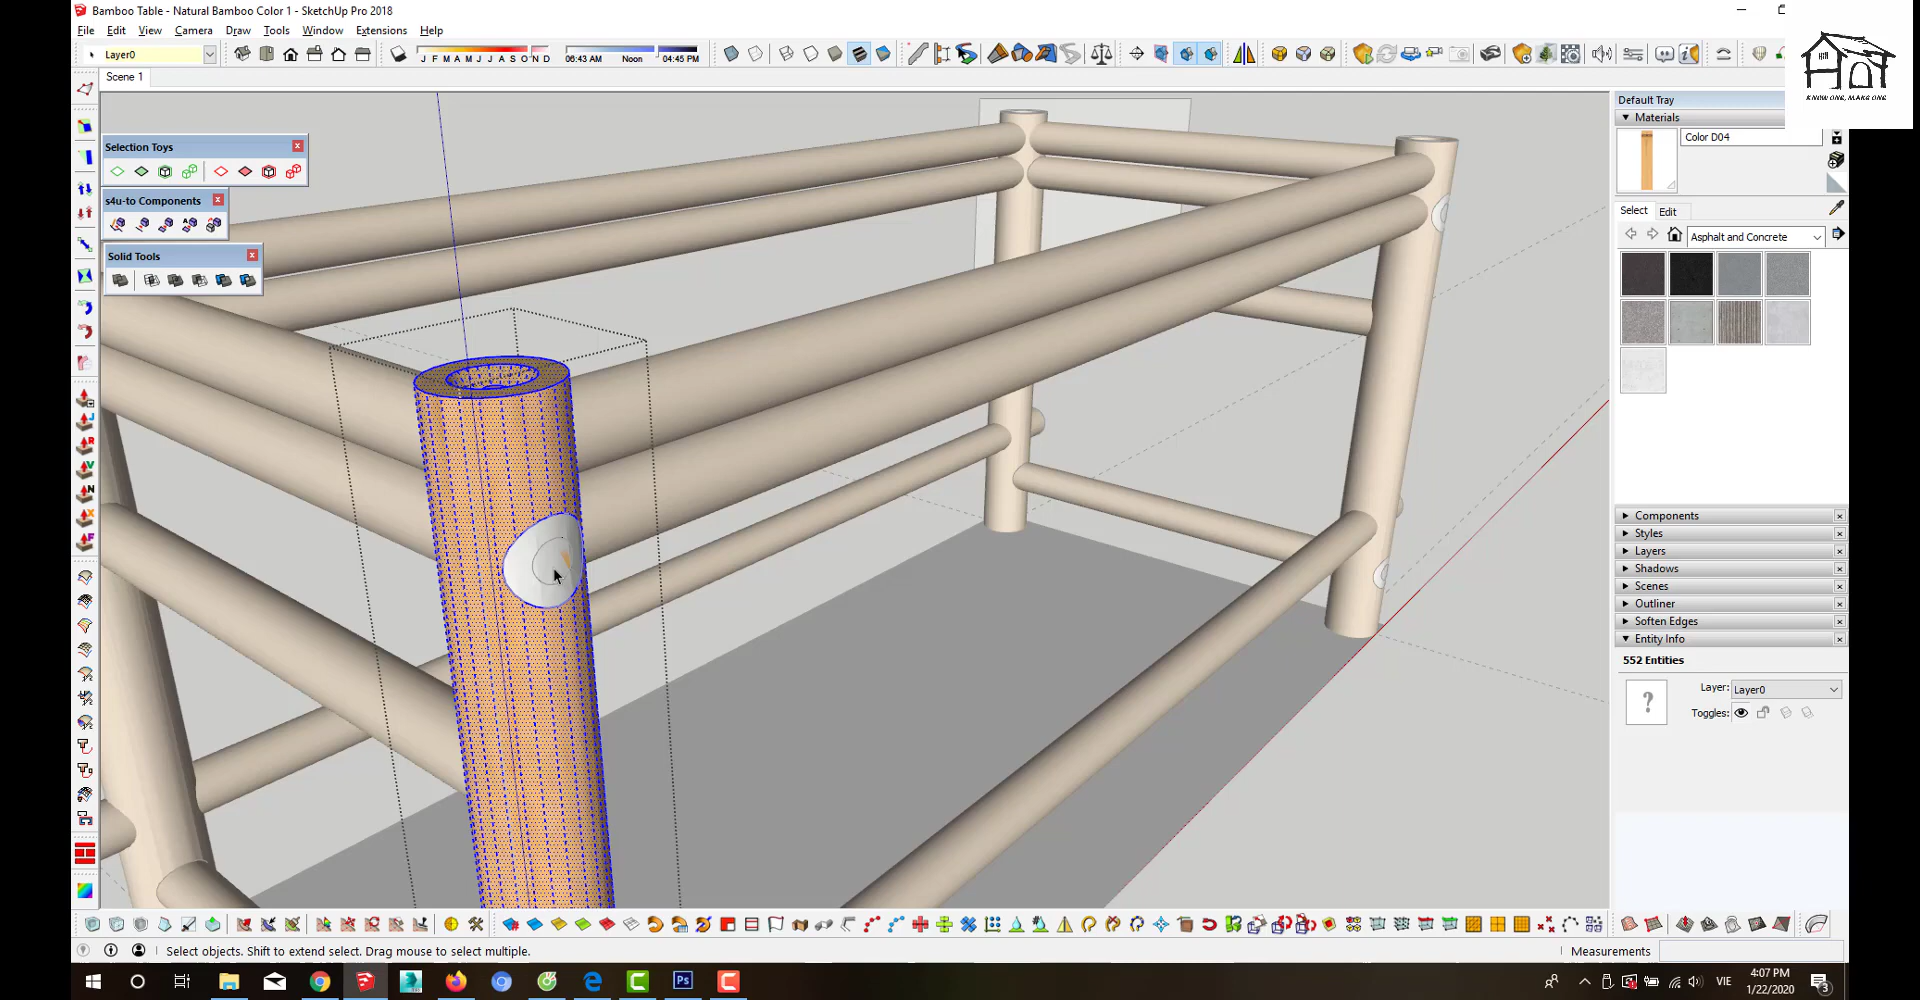 Bamboo Table - Natural Bamboo Color 1 - SketchUp Pro 2018
File Edit View Camera Draw Tools Window Extensions Help
Layer0
J F M A M J J A S O N D
06:43 AM Noon 04:45 PM
KNOW ONE, MAKE ONE
Scene 1
Default Tray
Materials
Color D04
Selection Toys
s4u-to Components
Solid Tools
Select Edit
Asphalt and Concrete
Components
Styles
Layers
Shadows
Scenes
Outliner
Soften Edges
Entity Info
552 Entities
Layer: Layer0
Toggles:
Select objects. Shift to extend select. Drag mouse to select multiple.
Measurements
VIE
4:07 PM
1/22/2020